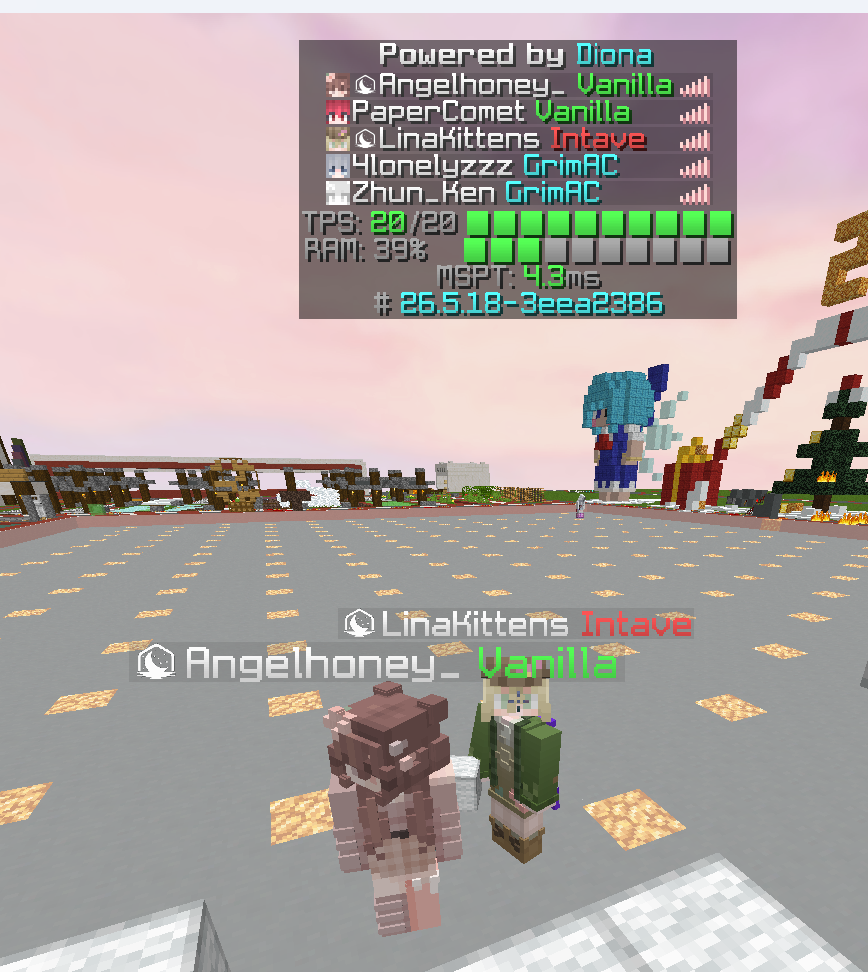 Powered by Diona
Angelhoney_ Vanilla
PaperComet Vanilla
LinaKittens Intave
4lonelyzzz GrimAC
Zhun_Ken GrimAC
TPS: 20/20
RAM: 39%
MSPT: 4.3ms
# 26.5.18-3eea2386
LinaKittens Intave
Angelhoney_ Vanilla